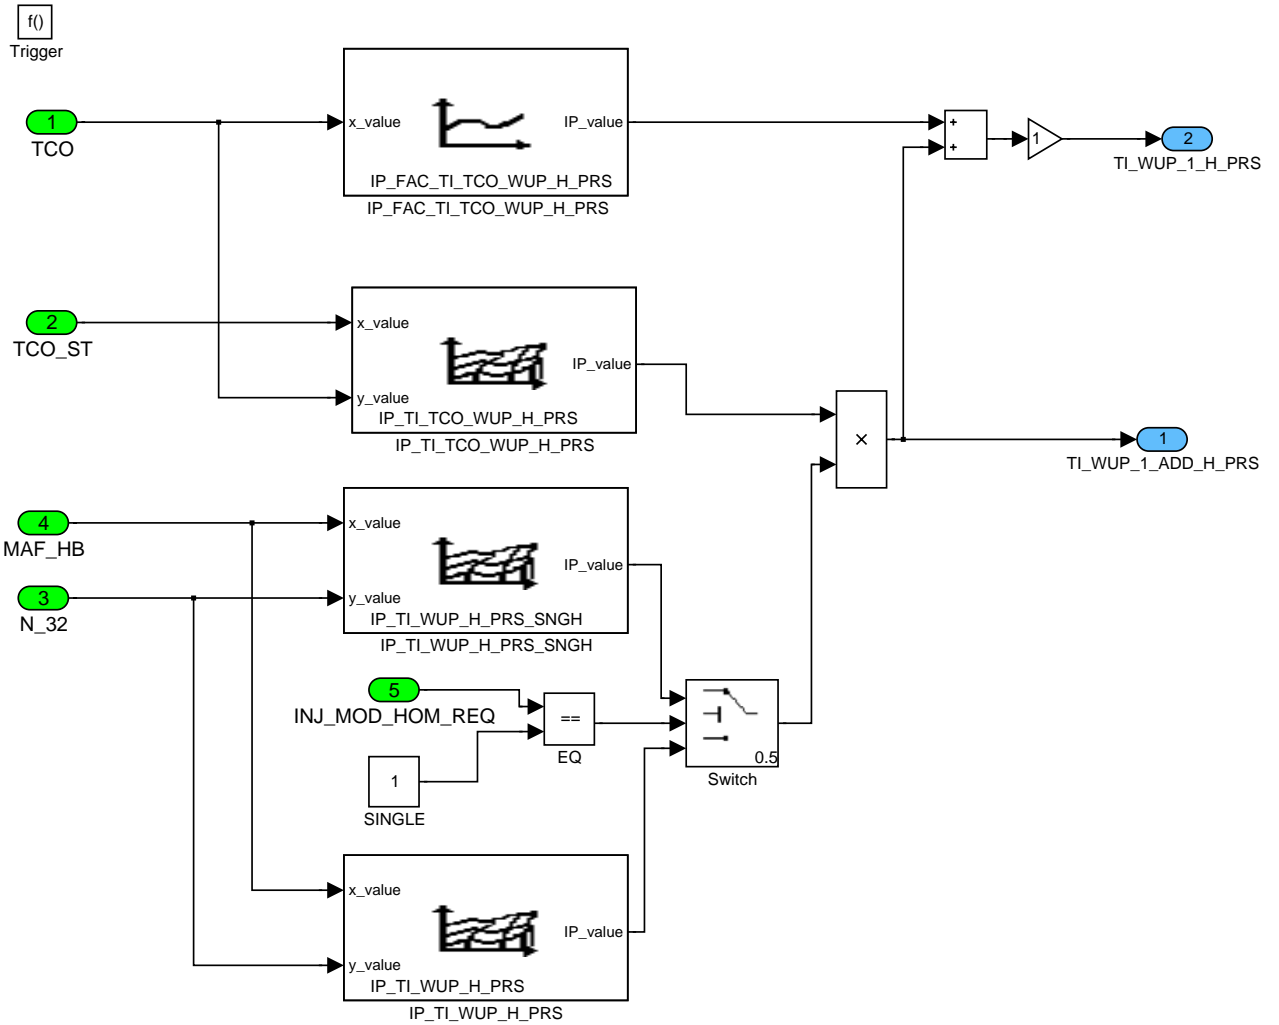 f()
Trigger
1
TCO
x_value
IP_value
IP_FAC_TI_TCO_WUP_H_PRS
IP_FAC_TI_TCO_WUP_H_PRS
+
+
1
2
TI_WUP_1_H_PRS
2
TCO_ST
x_value
IP_value
y_value
IP_TI_TCO_WUP_H_PRS
IP_TI_TCO_WUP_H_PRS
×
1
TI_WUP_1_ADD_H_PRS
4
MAF_HB
x_value
IP_value
3
N_32
y_value
IP_TI_WUP_H_PRS_SNGH
IP_TI_WUP_H_PRS_SNGH
5
INJ_MOD_HOM_REQ
==
EQ
1
SINGLE
0.5
Switch
x_value
IP_value
y_value
IP_TI_WUP_H_PRS
IP_TI_WUP_H_PRS